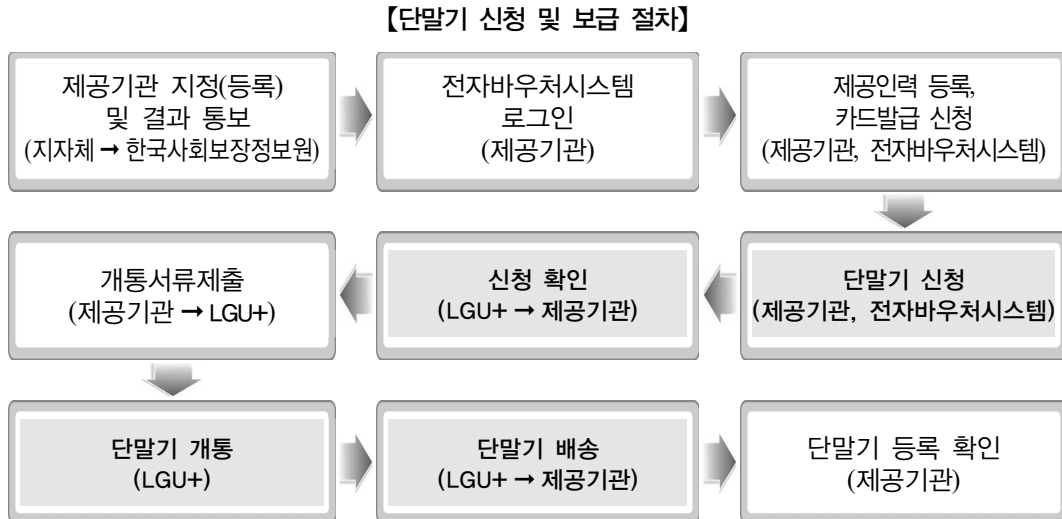 【단말기 신청 및 보급 절차】
제공기관 지정(등록)
및 결과 통보
(지자체 → 한국사회보장정보원)
전자바우처시스템
로그인
(제공기관)
제공인력 등록,
카드발급 신청
(제공기관, 전자바우처시스템)
단말기 신청
(제공기관, 전자바우처시스템)
신청 확인
(LGU+ → 제공기관)
개통서류제출
(제공기관 → LGU+)
단말기 개통
(LGU+)
단말기 배송
(LGU+ → 제공기관)
단말기 등록 확인
(제공기관)